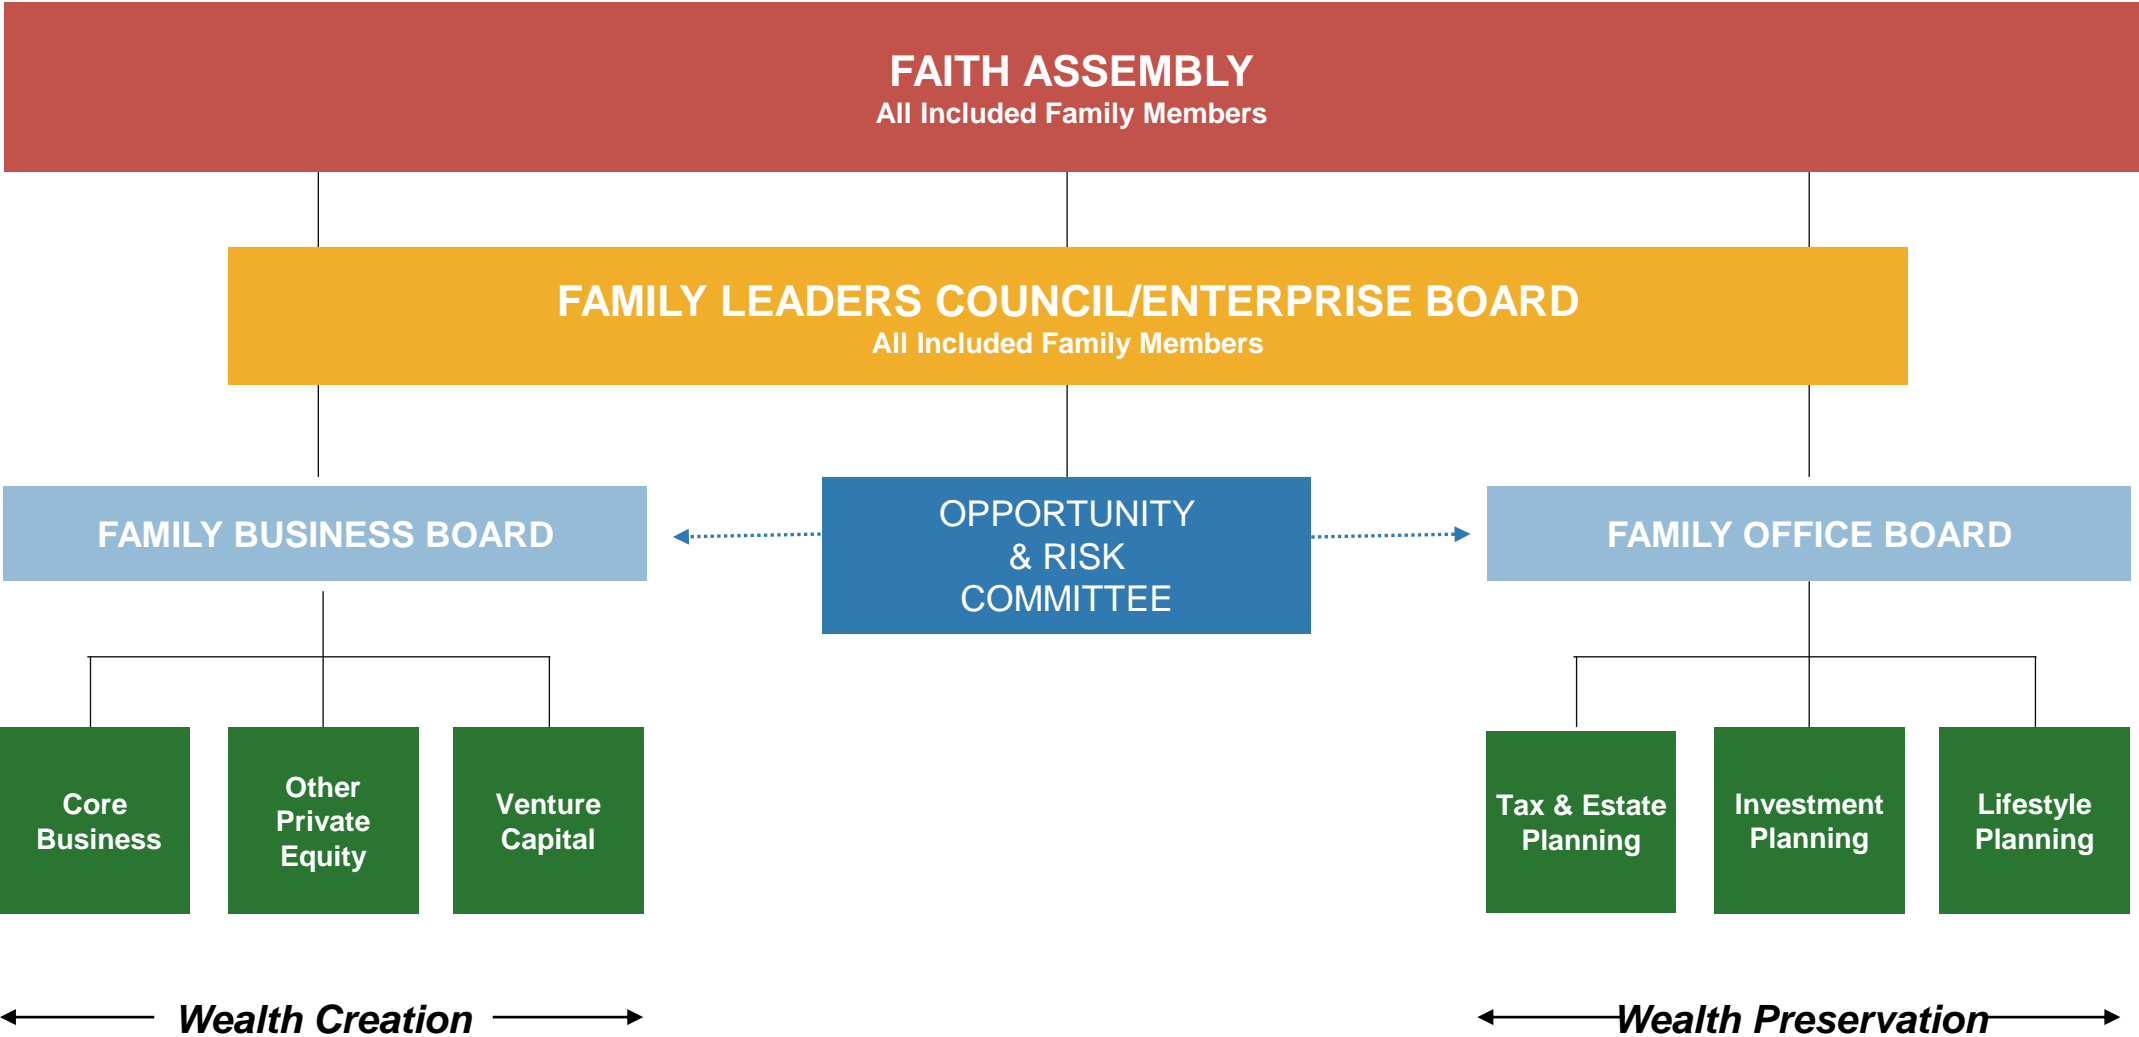 FAITH ASSEMBLY
All Included Family Members
FAMILY LEADERS COUNCIL/ENTERPRISE BOARD
All Included Family Members
FAMILY BUSINESS BOARD
OPPORTUNITY
& RISK
COMMITTEE
FAMILY OFFICE BOARD
Core
Business
Other
Private
Equity
Venture
Capital
Tax & Estate
Planning
Investment
Planning
Lifestyle
Planning
Wealth Creation
Wealth Preservation